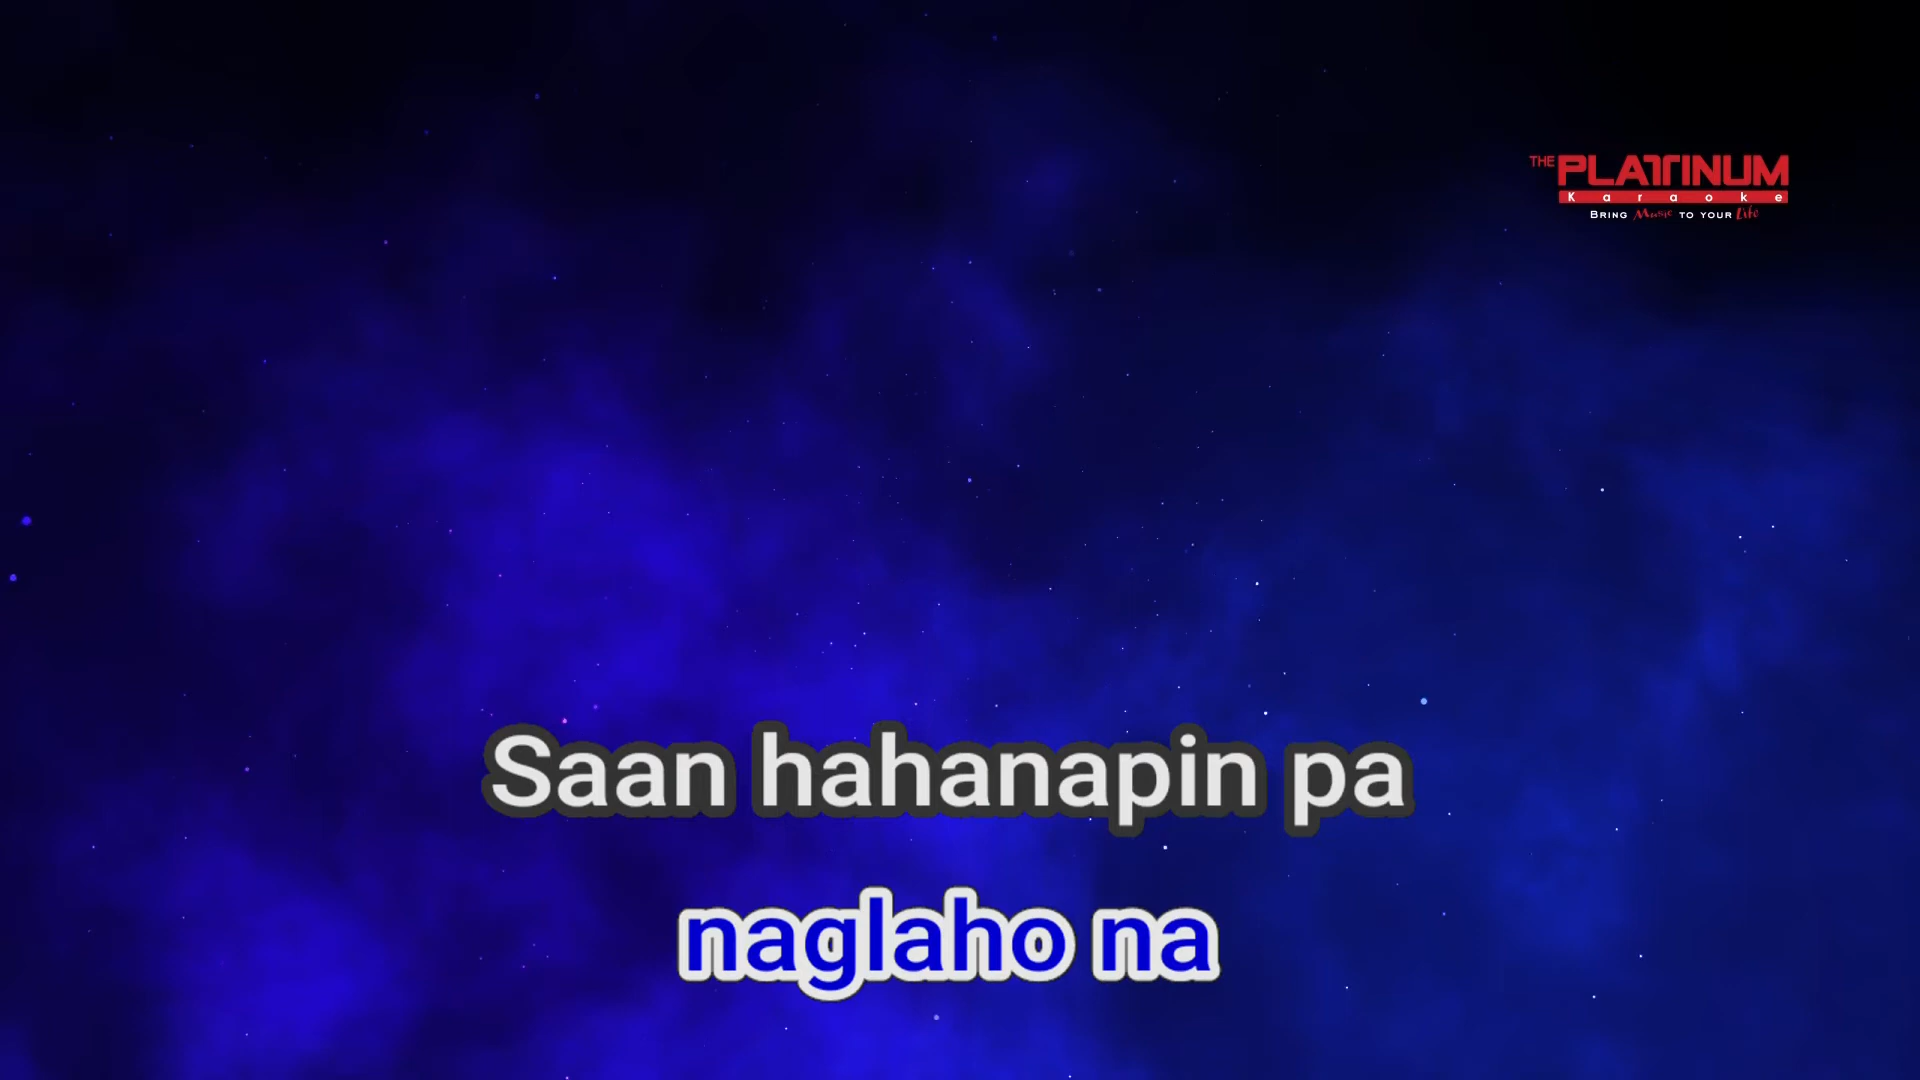 THE PLATINUM
Karaoke
BRING Music TO YOUR Life
Saan hahanapin pa
naglaho na